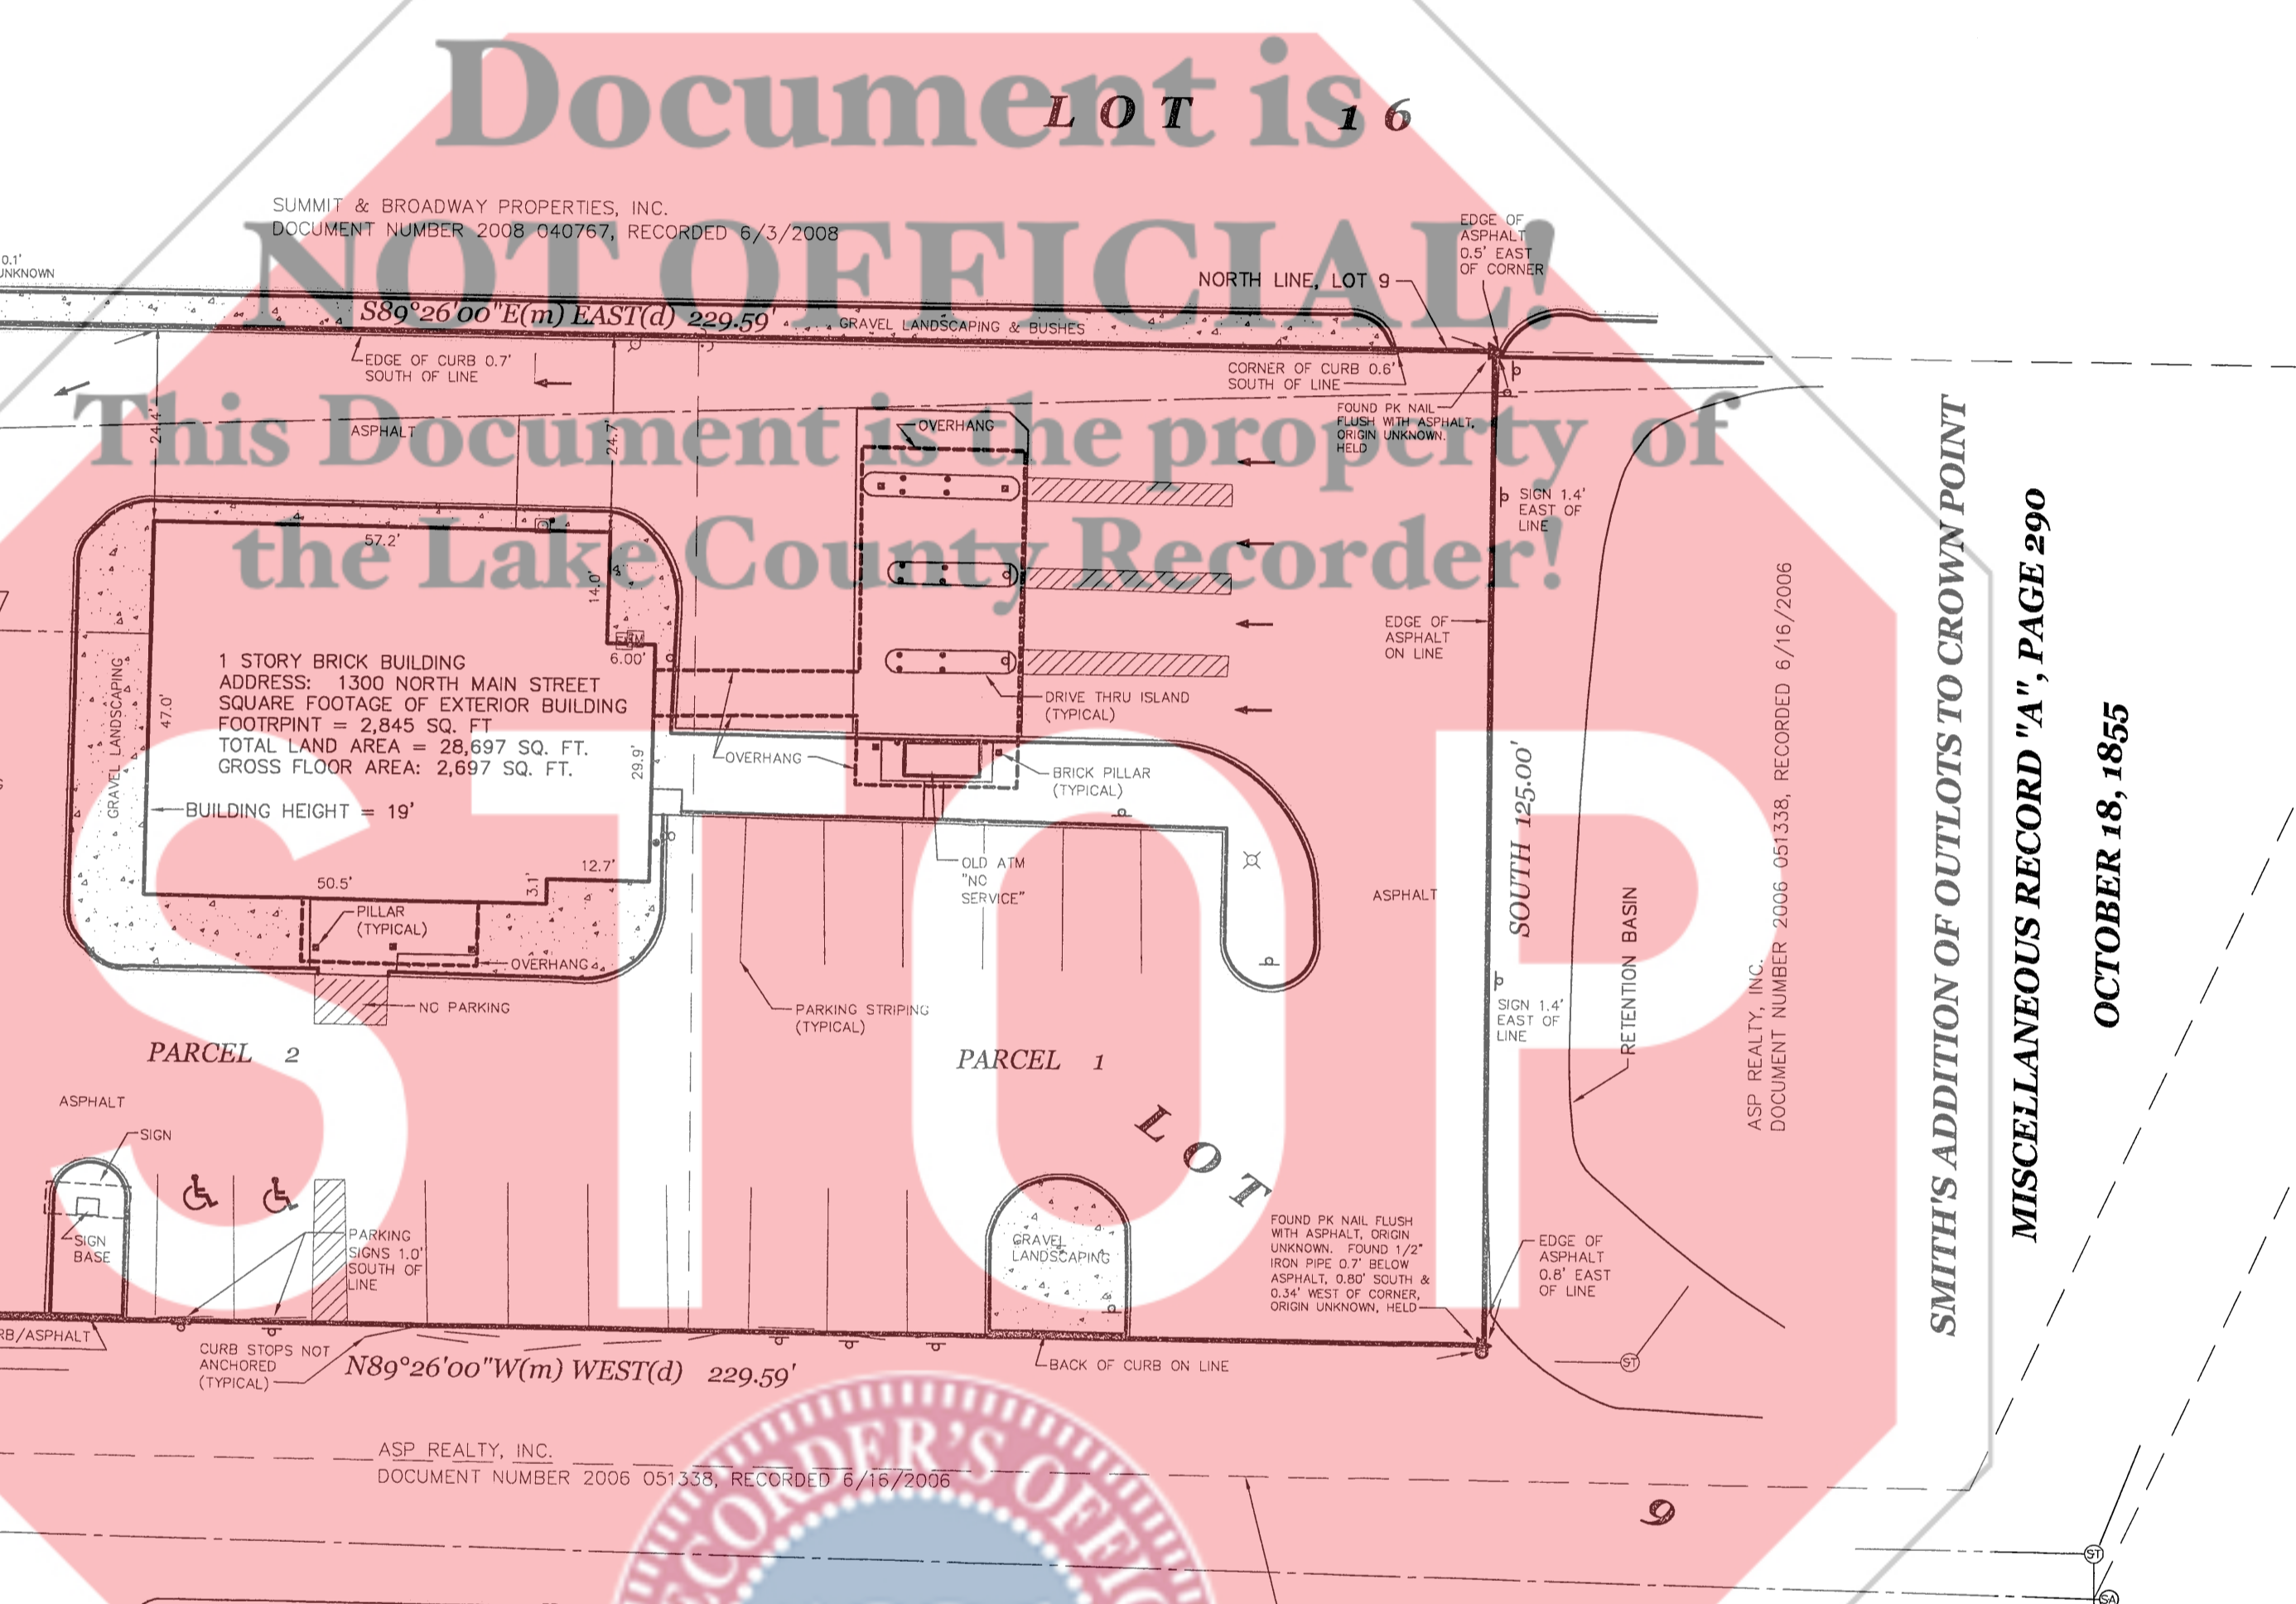 Document is
LOT 16
SUMMIT & BROADWAY PROPERTIES, INC.
DOCUMENT NUMBER 2008 040767, RECORDED 6/3/2008
NOT OFFICIAL!
EDGE OF
ASPHALT
0.5' EAST
OF CORNER
0.1'
UNKNOWN
NORTH LINE, LOT 9
S89°26'00"E(m) EAST(d) 229.59'
GRAVEL LANDSCAPING & BUSHES
EDGE OF CURB 0.7'
SOUTH OF LINE
CORNER OF CURB 0.6'
SOUTH OF LINE
FOUND PK NAIL
FLUSH WITH ASPHALT,
ORIGIN UNKNOWN.
HELD
This Document is the property of
the Lake County Recorder!
24.4'
ASPHALT
24.7'
OVERHANG
SIGN 1.4'
EAST OF
LINE
57.2'
14.0'
6.00'
EDGE OF
ASPHALT
ON LINE
1 STORY BRICK BUILDING
ADDRESS: 1300 NORTH MAIN STREET
SQUARE FOOTAGE OF EXTERIOR BUILDING
FOOTRPINT = 2,845 SQ. FT
TOTAL LAND AREA = 28,697 SQ. FT.
GROSS FLOOR AREA: 2,697 SQ. FT.
BUILDING HEIGHT = 19'
GRAVEL LANDSCAPING
47.0'
29.9'
DRIVE THRU ISLAND
(TYPICAL)
OVERHANG
BRICK PILLAR
(TYPICAL)
STOP
OLD ATM
"NO
SERVICE"
50.5'
3.1'
12.7'
PILLAR
(TYPICAL)
OVERHANG
NO PARKING
PARKING STRIPING
(TYPICAL)
ASPHALT
SOUTH 125.00'
SIGN 1.4'
EAST OF
LINE
RETENTION BASIN
ASP REALTY, INC.
DOCUMENT NUMBER 2006 051338, RECORDED 6/16/2006
SMITH'S ADDITION OF OUTLOTS TO CROWN POINT
MISCELLANEOUS RECORD "A", PAGE 290
OCTOBER 18, 1855
PARCEL 2
PARCEL 1
ASPHALT
SIGN
SIGN
BASE
PARKING
SIGNS 1.0'
SOUTH OF
LINE
LOT
GRAVEL
LANDSCAPING
FOUND PK NAIL FLUSH
WITH ASPHALT, ORIGIN
UNKNOWN. FOUND 1/2"
IRON PIPE 0.7' BELOW
ASPHALT, 0.80' SOUTH &
0.34' WEST OF CORNER,
ORIGIN UNKNOWN, HELD
EDGE OF
ASPHALT
0.8' EAST
OF LINE
RB/ASPHALT
CURB STOPS NOT
ANCHORED
(TYPICAL)
N89°26'00"W(m) WEST(d) 229.59'
BACK OF CURB ON LINE
ST
ASP REALTY, INC.
DOCUMENT NUMBER 2006 051338, RECORDED 6/16/2006
9
ECORDER'S OFFIC
ST
SA